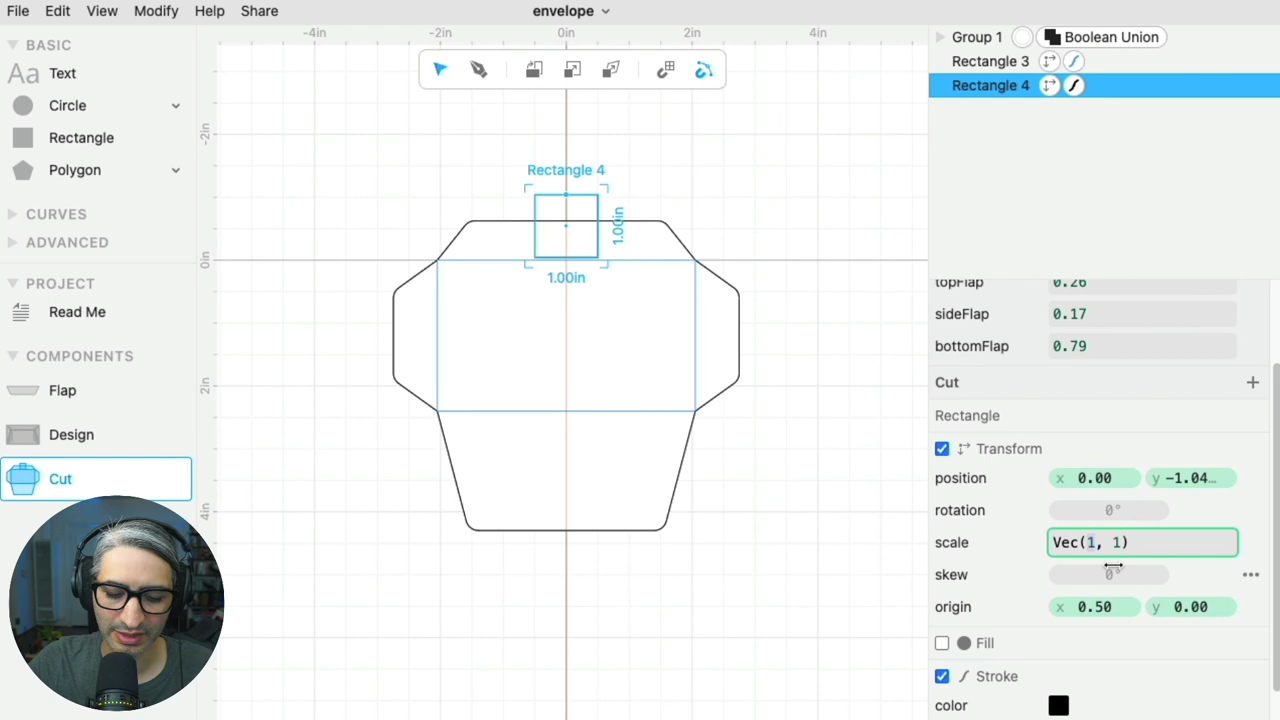 File Edit View Modify Help Share
envelope
BASIC
Aa Text
Circle
Rectangle
Polygon
CURVES
ADVANCED
PROJECT
Read Me
COMPONENTS
Flap
Design
Cut
-4in -2in 0in 2in 4in
-2in
0in
2in
4in
Rectangle 4
1.00in
1.00in
Group 1 Boolean Union
Rectangle 3
Rectangle 4
topFlap 0.26
sideFlap 0.17
bottomFlap 0.79
Cut +
Rectangle
Transform
position x 0.00 y -1.04…
rotation 0°
scale Vec(1, 1)
skew 0°
origin x 0.50 y 0.00
Fill
Stroke
color